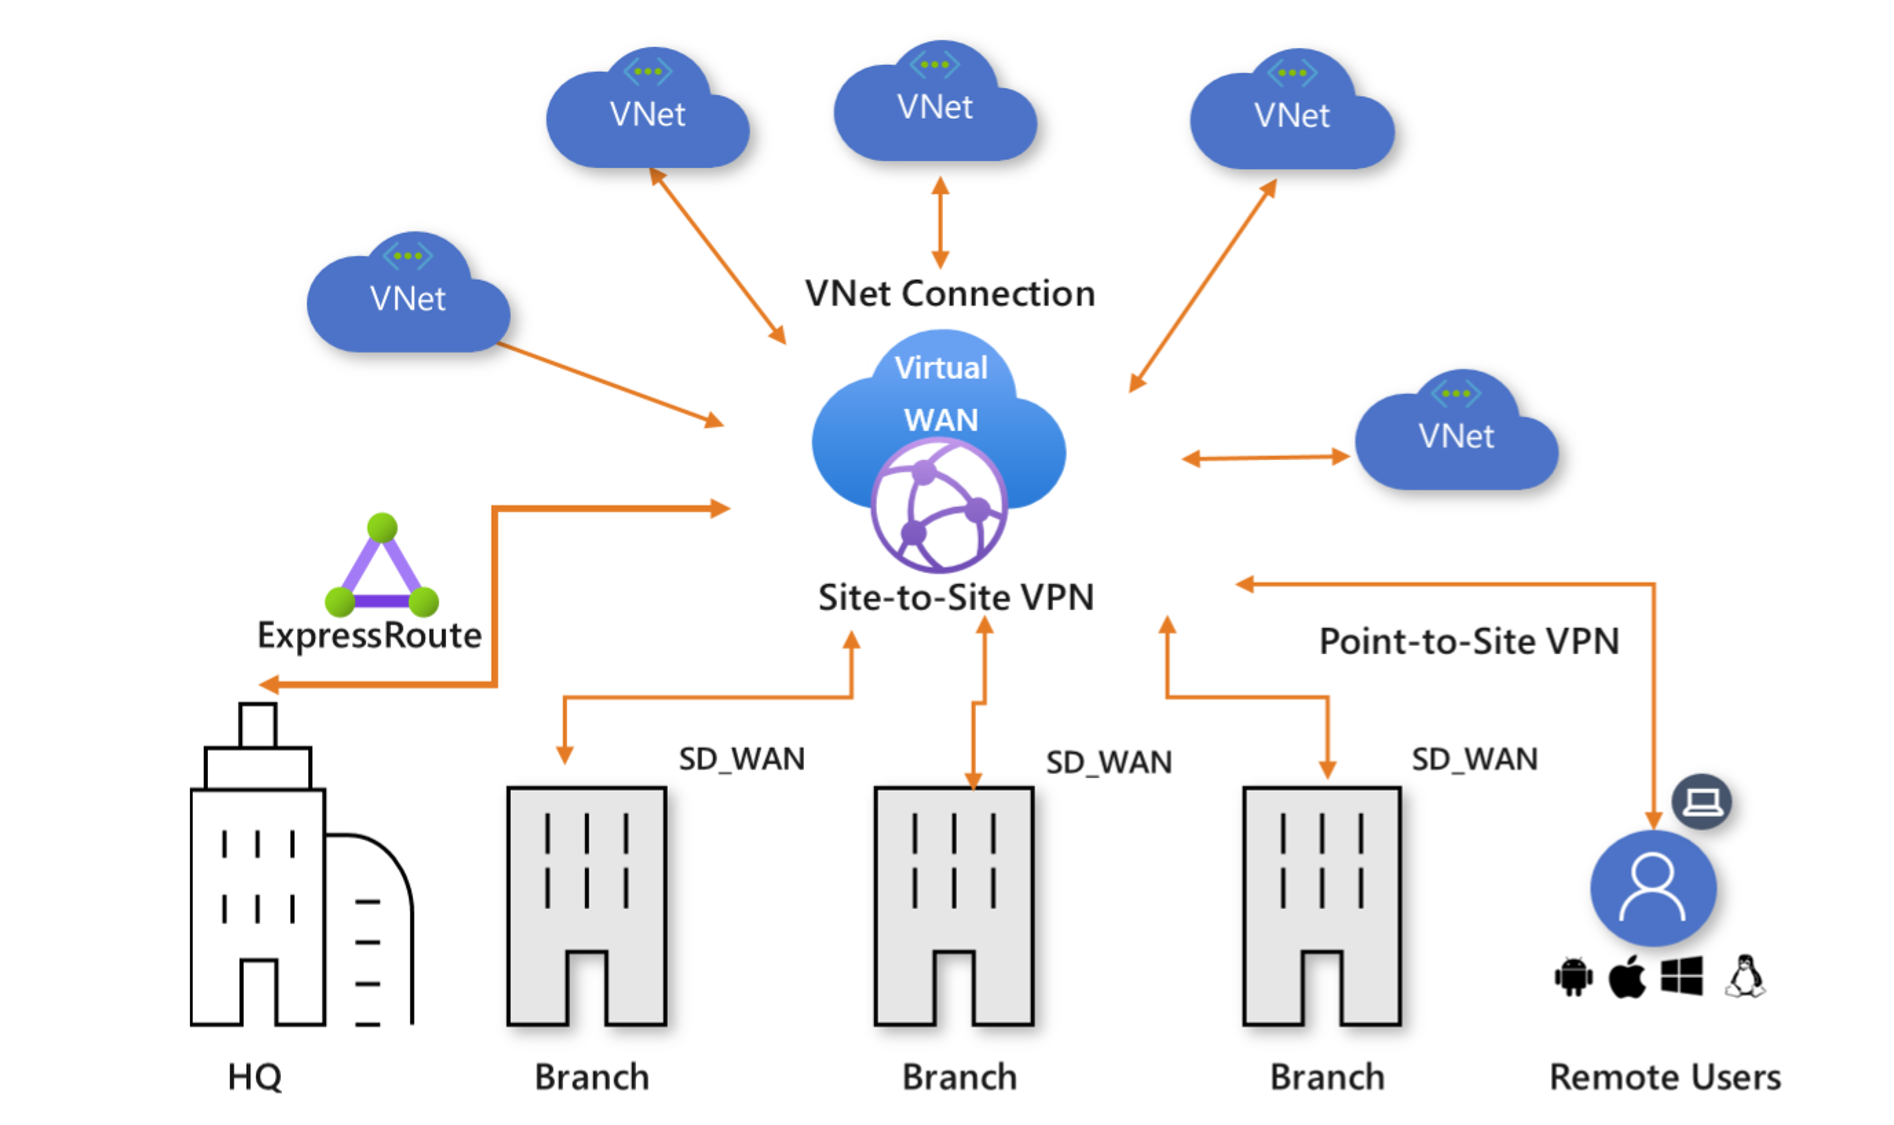 VNet
VNet
VNet
VNet
VNet Connection
Virtual
WAN
VNet
Site-to-Site VPN
ExpressRoute
Point-to-Site VPN
SD_WAN
SD_WAN
SD_WAN
HQ
Branch
Branch
Branch
Remote Users